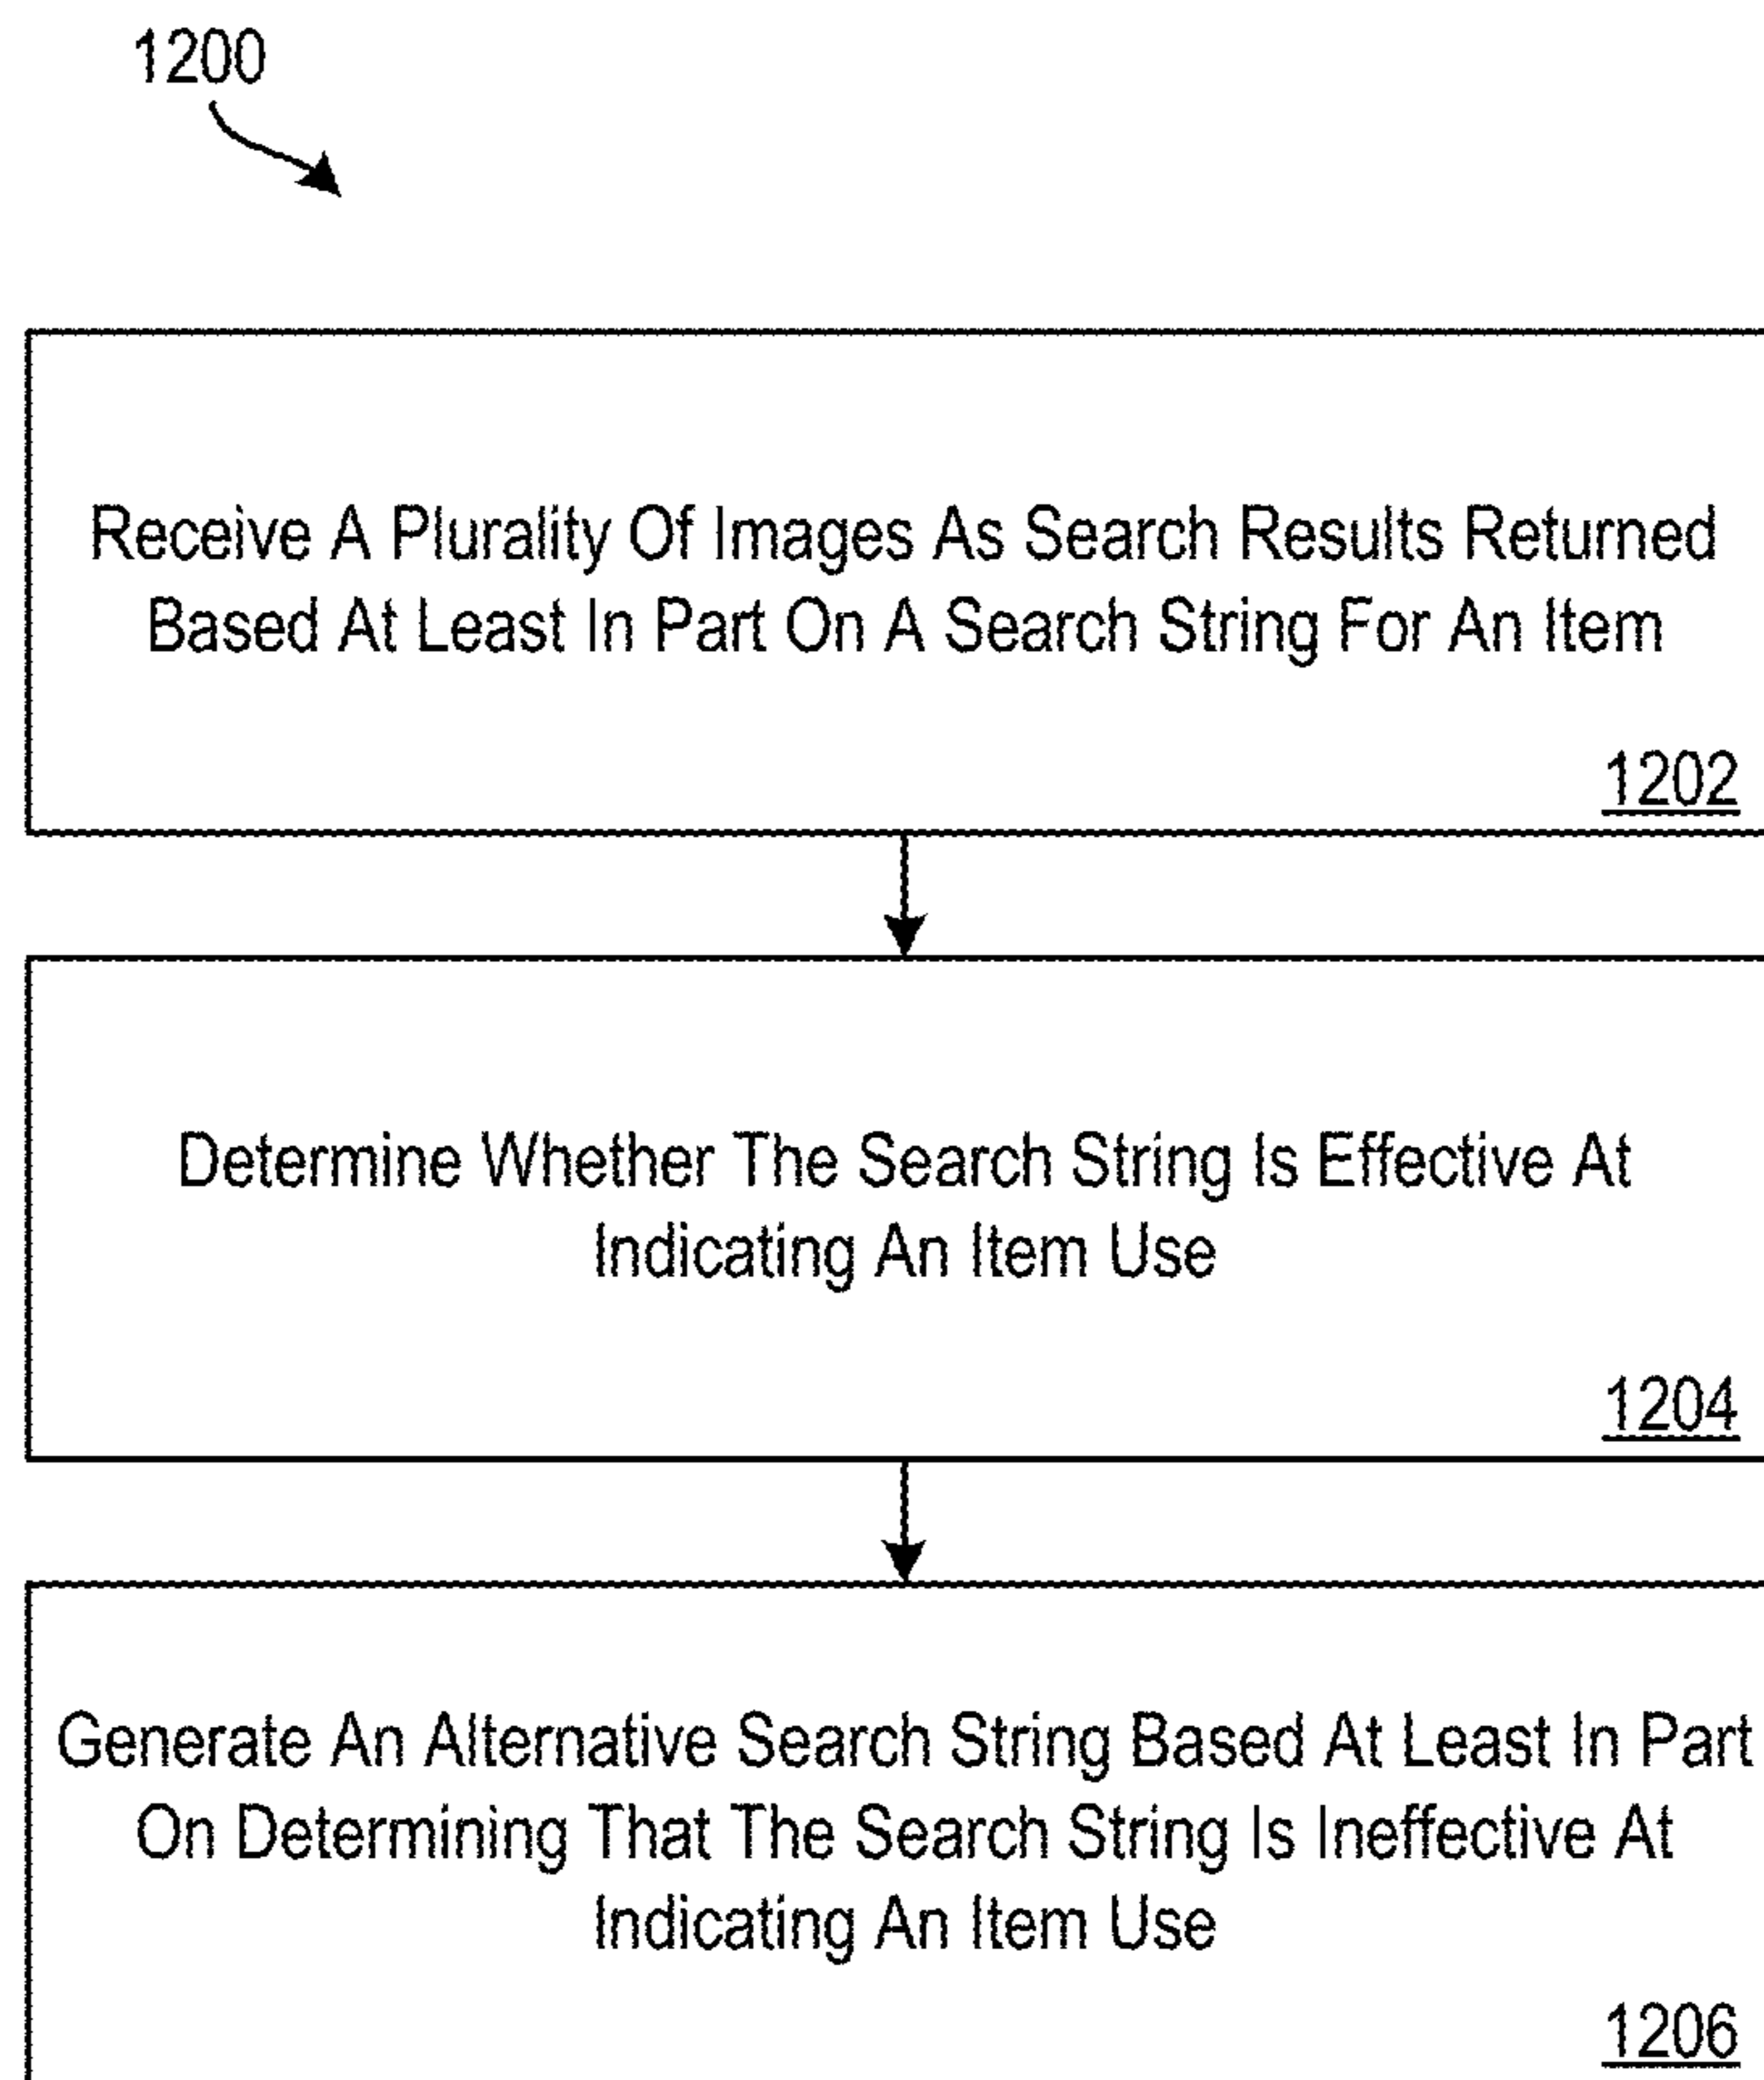 1200
Receive A Plurality Of Images As Search Results Returned
Based At Least In Part On A Search String For An Item
1202
Determine Whether The Search String Is Effective At
Indicating An Item Use
1204
Generate An Alternative Search String Based At Least In Part
On Determining That The Search String Is Ineffective At
Indicating An Item Use
1206